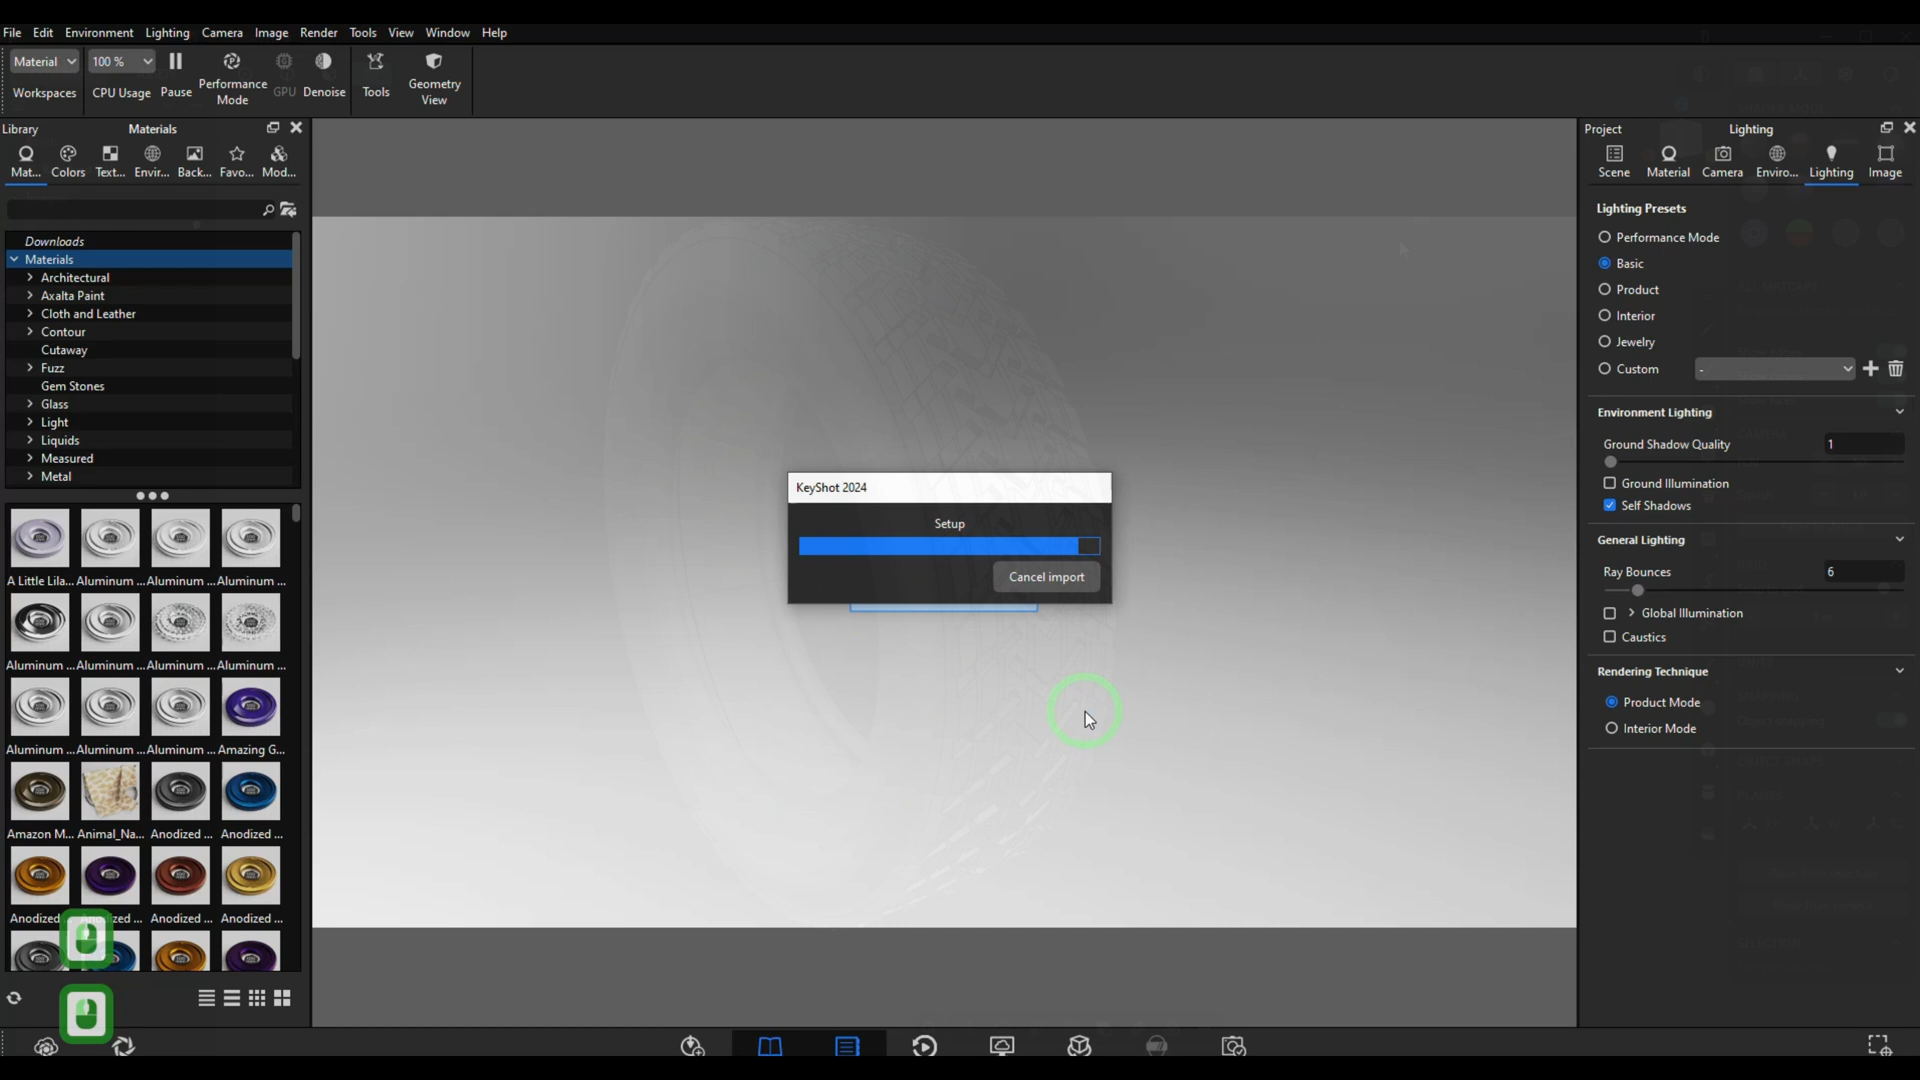 File Edit Environment Lighting Camera Image Render Tools View Window Help
Material 100 %
Workspaces CPU Usage Pause Performance Mode GPU Denoise Tools Geometry View
Library Materials
Mat... Colors Text... Envir... Back... Favo... Mod...
Downloads
Materials
Architectural
Axalta Paint
Cloth and Leather
Contour
Cutaway
Fuzz
Gem Stones
Glass
Light
Liquids
Measured
Metal
A Little Lila... Aluminum ... Aluminum ... Aluminum ...
Aluminum ... Aluminum ... Aluminum ... Aluminum ...
Aluminum ... Aluminum ... Aluminum ... Amazing G...
Amazon M... Animal_Na... Anodized ... Anodized ...
Anodized Anodized ... Anodized ...
KeyShot 2024
Setup
Cancel import
Project Lighting
Scene Material Camera Enviro... Lighting Image
Lighting Presets
Performance Mode
Basic
Product
Interior
Jewelry
Custom -
Environment Lighting
Ground Shadow Quality 1
Ground Illumination
Self Shadows
General Lighting
Ray Bounces 6
Global Illumination
Caustics
Rendering Technique
Product Mode
Interior Mode